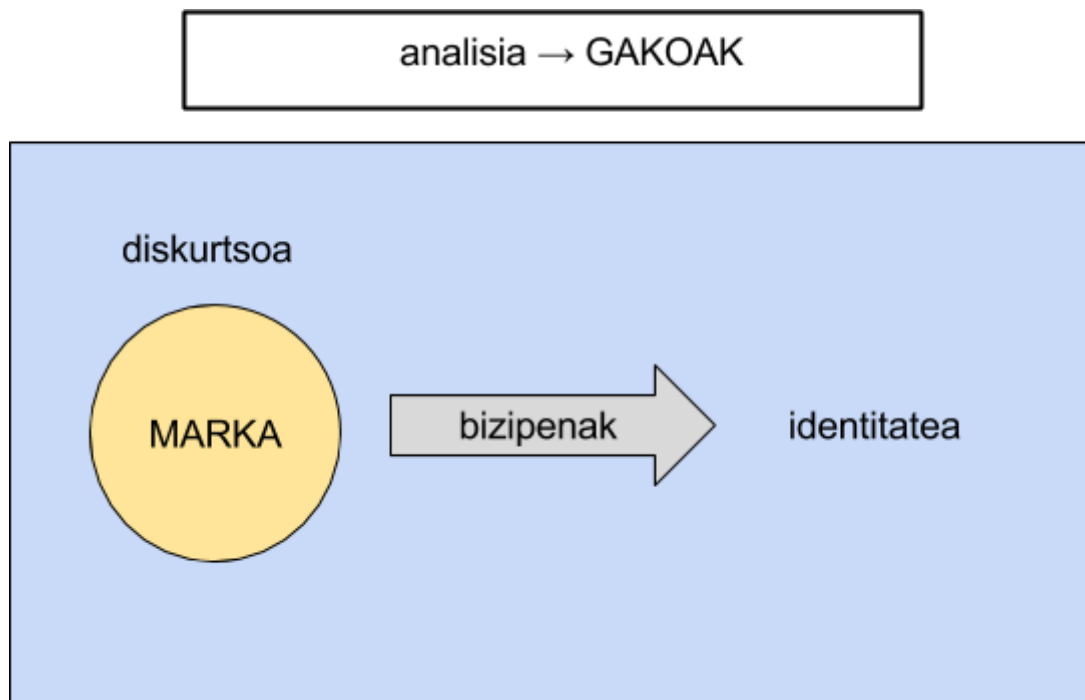 analisia → GAKOAK
diskurtsoa
MARKA
bizipenak
identitatea